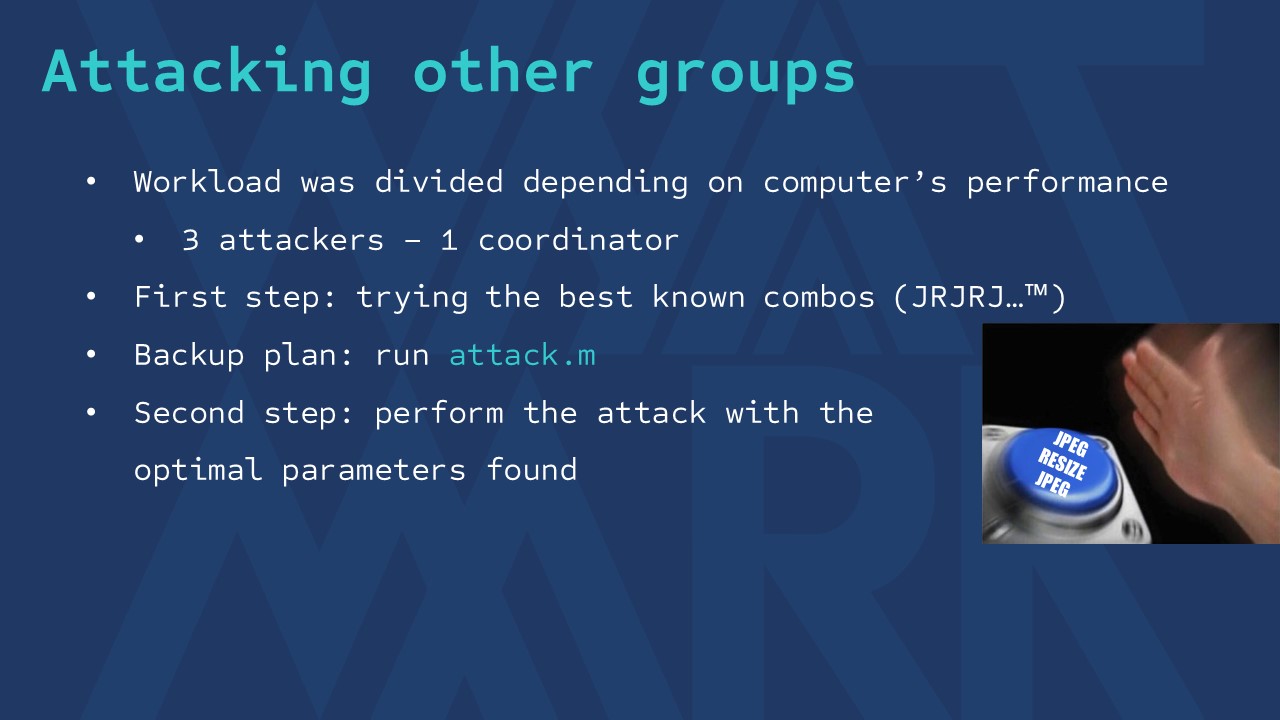 Attacking other groups
• Workload was divided depending on computer’s performance
• 3 attackers – 1 coordinator
• First step: trying the best known combos (JRJRJ…™)
• Backup plan: run attack.m
• Second step: perform the attack with the
optimal parameters found
JPEG
RESIZE
JPEG